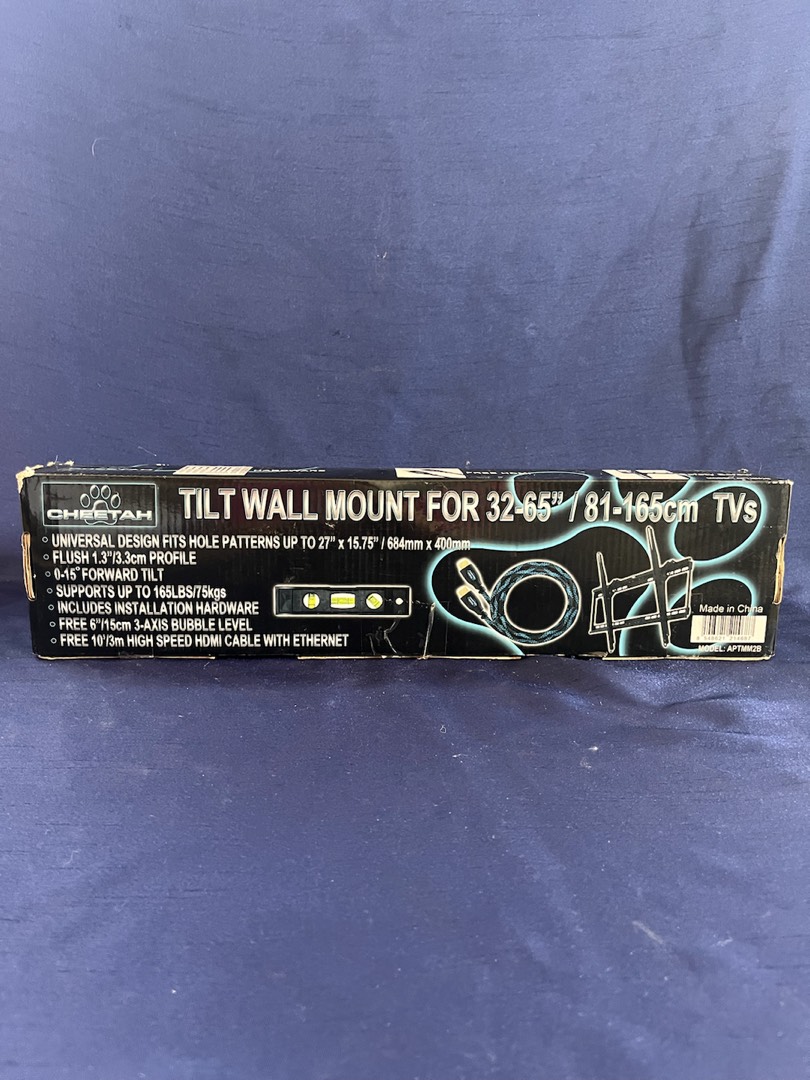 CHEETAH
TILT WALL MOUNT FOR 32-65” / 81-165cm TVs
◦ UNIVERSAL DESIGN FITS HOLE PATTERNS UP TO 27” x 15.75” / 684mm x 400mm
◦ FLUSH 1.3”/3.3cm PROFILE
◦ 0-15° FORWARD TILT
◦ SUPPORTS UP TO 165LBS/75kgs
◦ INCLUDES INSTALLATION HARDWARE
◦ FREE 6”/15cm 3-AXIS BUBBLE LEVEL
◦ FREE 10’/3m HIGH SPEED HDMI CABLE WITH ETHERNET
Made in China
MODEL: APTMM2B